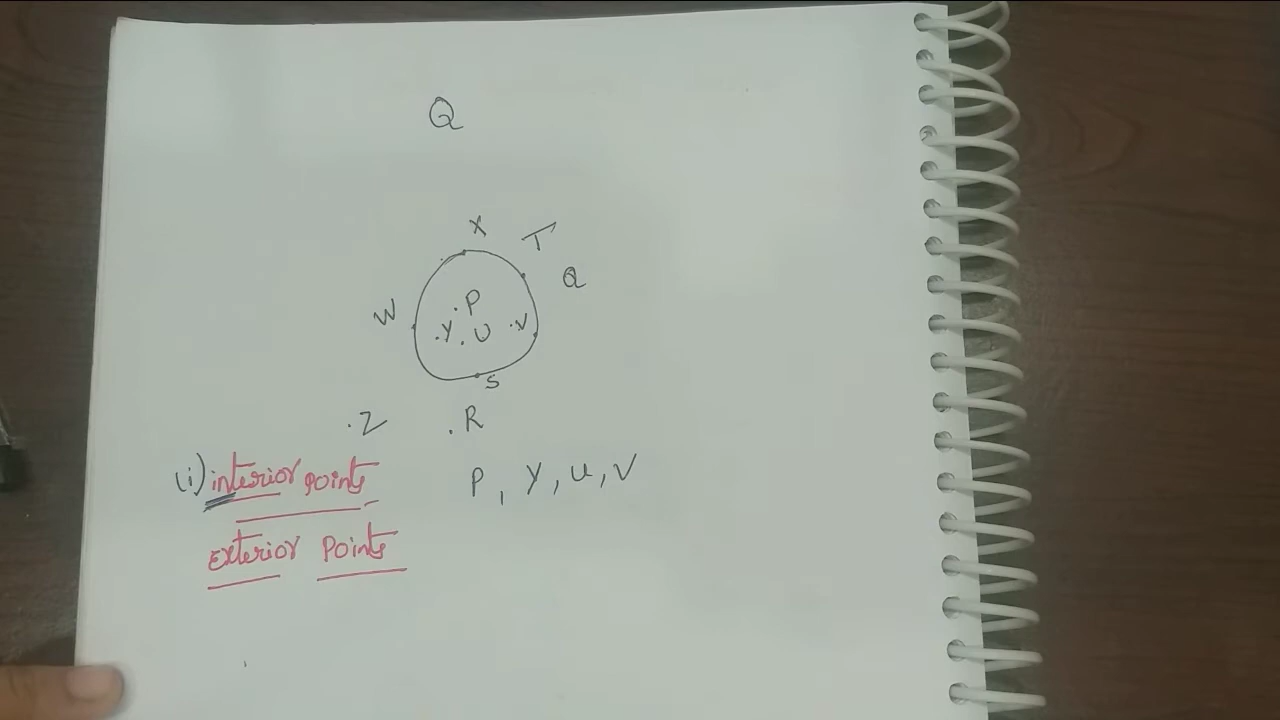 Q
X
T
Q
W
.P
.Y .U .V
S
.Z .R
(i) interior points P, Y, U, V
Exterior Points